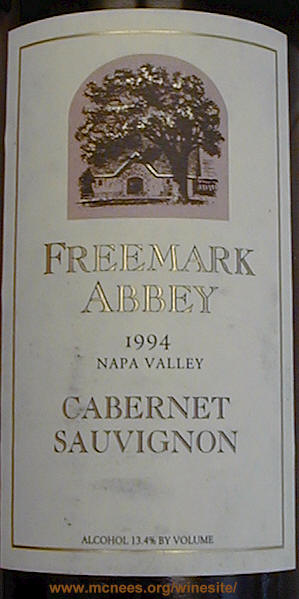 FREEMARK
ABBEY
1994
NAPA VALLEY
CABERNET
SAUVIGNON
ALCOHOL 13.4% BY VOLUME
www.mcnees.org/winesite/